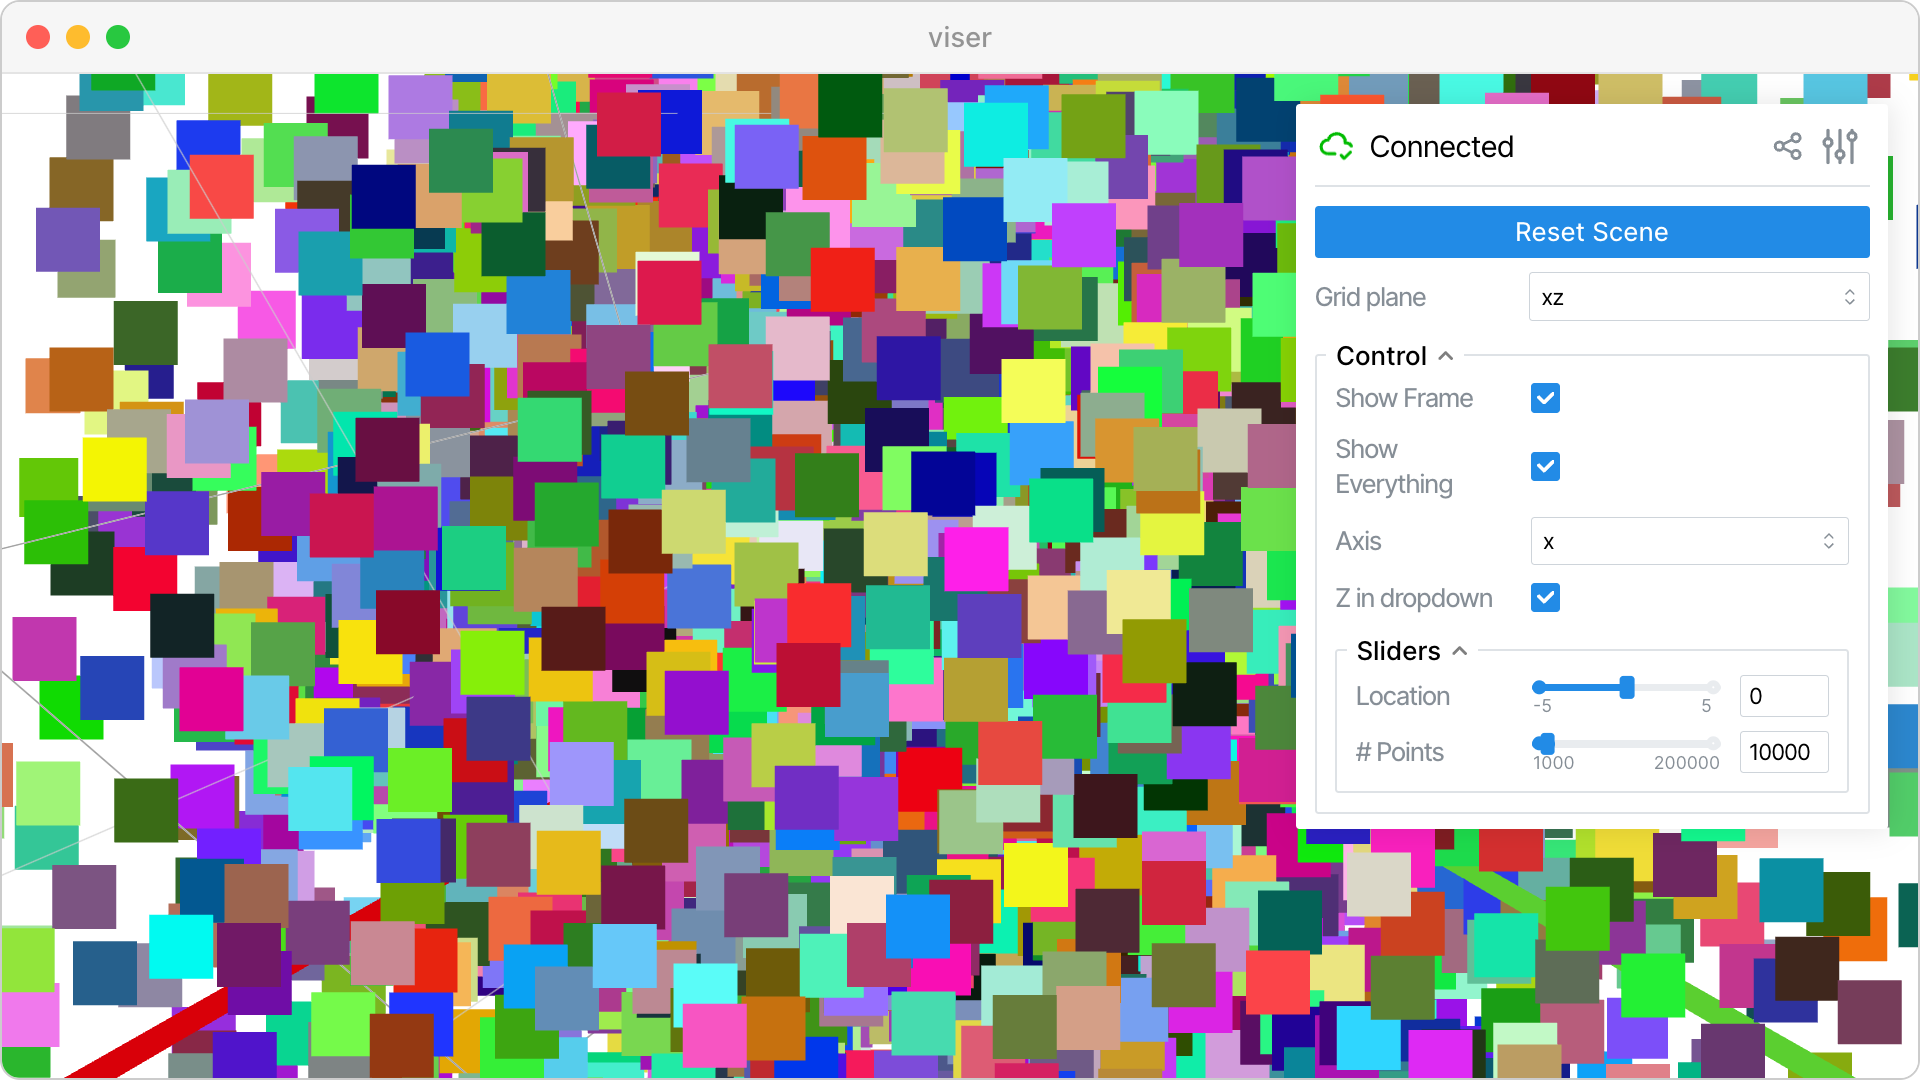 viser
Connected
Reset Scene
Grid plane
xz
Control
Show Frame
Show
Everything
Axis
x
Z in dropdown
Sliders
Location
-5
5
0
# Points
1000
200000
10000